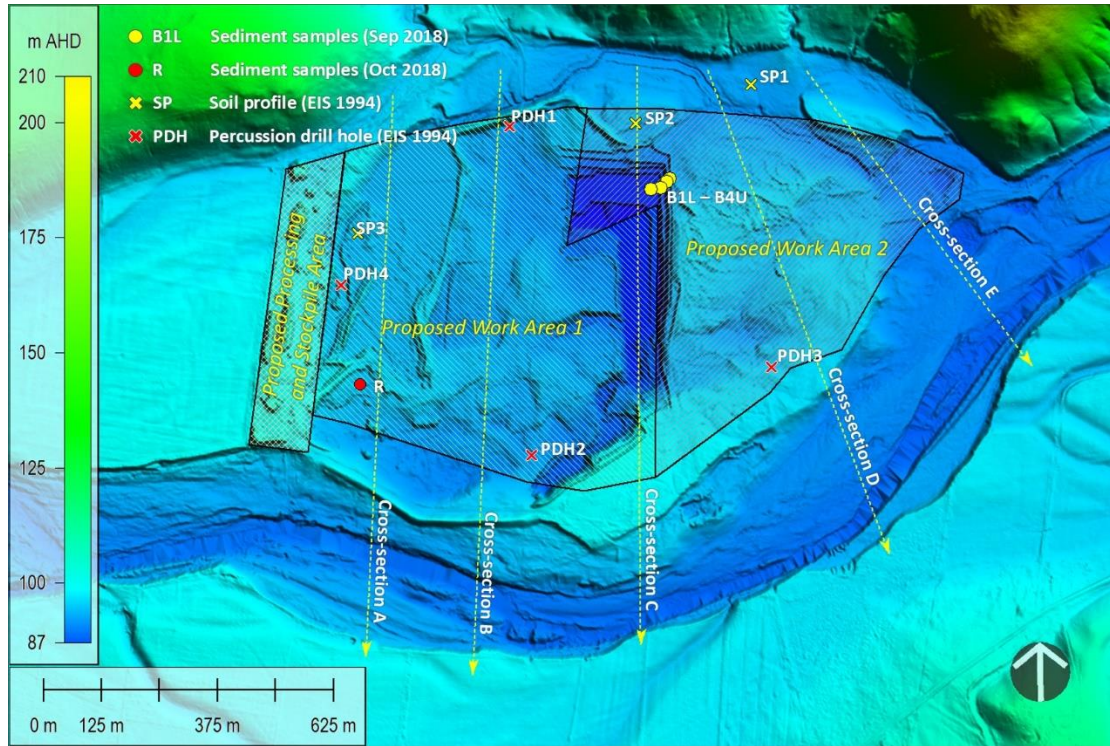 m AHD
210
200
175
150
125
100
87
B1L Sediment samples (Sep 2018)
R Sediment samples (Oct 2018)
SP Soil profile (EIS 1994)
PDH Percussion drill hole (EIS 1994)
SP1
PDH1
SP2
B1L – B4U
SP3
PDH4
Proposed Work Area 2
Proposed Work Area 1
Proposed Processing
and Stockpile Area
R
PDH3
PDH2
Cross-section A
Cross-section B
Cross-section C
Cross-section D
Cross-section E
0 m 125 m 375 m 625 m